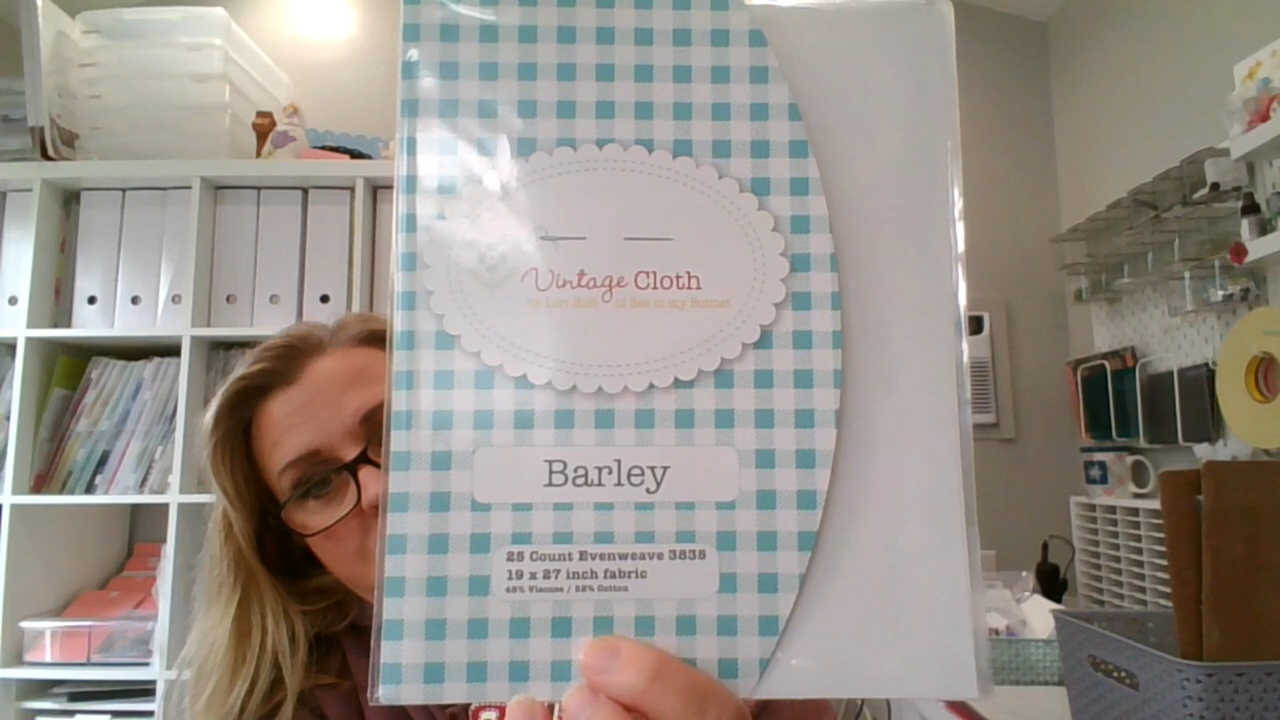 Vintage Cloth
by Lori Holt of Bee in my Bonnet
Barley
25 Count Evenweave 3835
19 x 27 inch fabric
48% Viscose / 52% Cotton